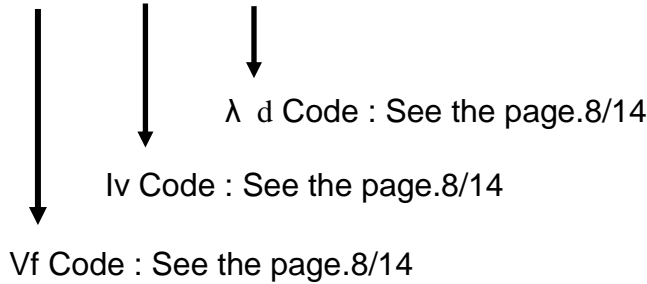 λ d Code : See the page.8/14
Iv Code : See the page.8/14
Vf Code : See the page.8/14